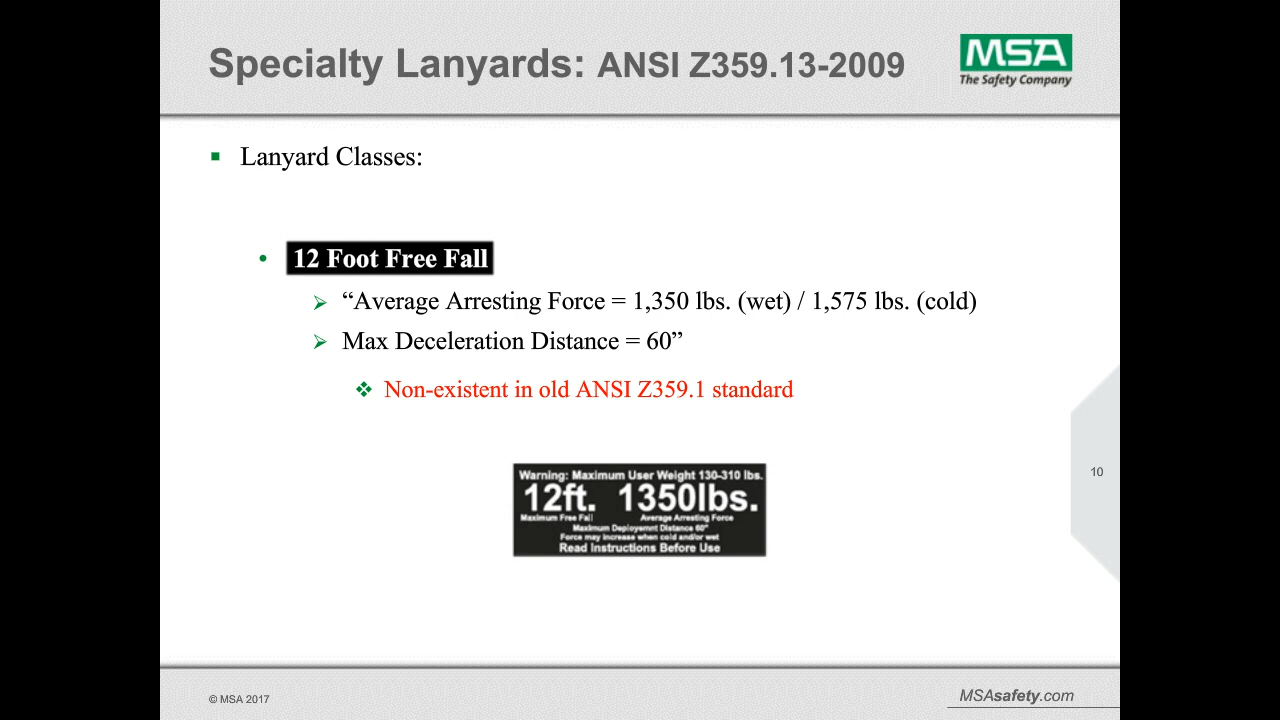 Specialty Lanyards: ANSI Z359.13-2009
MSA
The Safety Company
Lanyard Classes:
12 Foot Free Fall
“Average Arresting Force = 1,350 lbs. (wet) / 1,575 lbs. (cold)
Max Deceleration Distance = 60”
Non-existent in old ANSI Z359.1 standard
Warning: Maximum User Weight 130-310 lbs.
12ft. 1350lbs.
Maximum Free Fall Average Arresting Force
Maximum Deployemnt Distance 60"
Force may increase when cold and/or wet
Read Instructions Before Use
10
© MSA 2017
MSAsafety.com